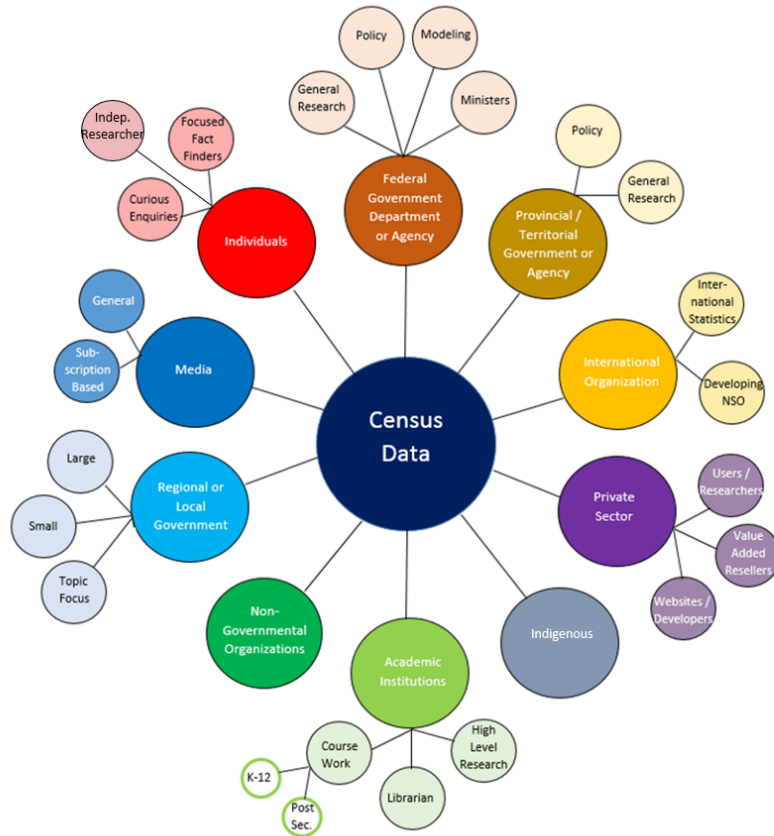 Policy
Modeling
General
Research
Ministers
Indep.
Researcher
Focused
Fact
Finders
Curious
Enquiries
Individuals
Federal
Government
Department
or Agency
Policy
General
Research
Provincial /
Territorial
Government or
Agency
General
Sub-
scription
Based
Media
Inter-
national
Statistics
Developing
NSO
International
Organization
Census
Data
Large
Small
Topic
Focus
Regional or
Local
Government
Private
Sector
Users /
Researchers
Value
Added
Resellers
Websites /
Developers
Non-
Governmental
Organizations
Academic
Institutions
Indigenous
Course
Work
High
Level
Research
Librarian
K-12
Post
Sec.